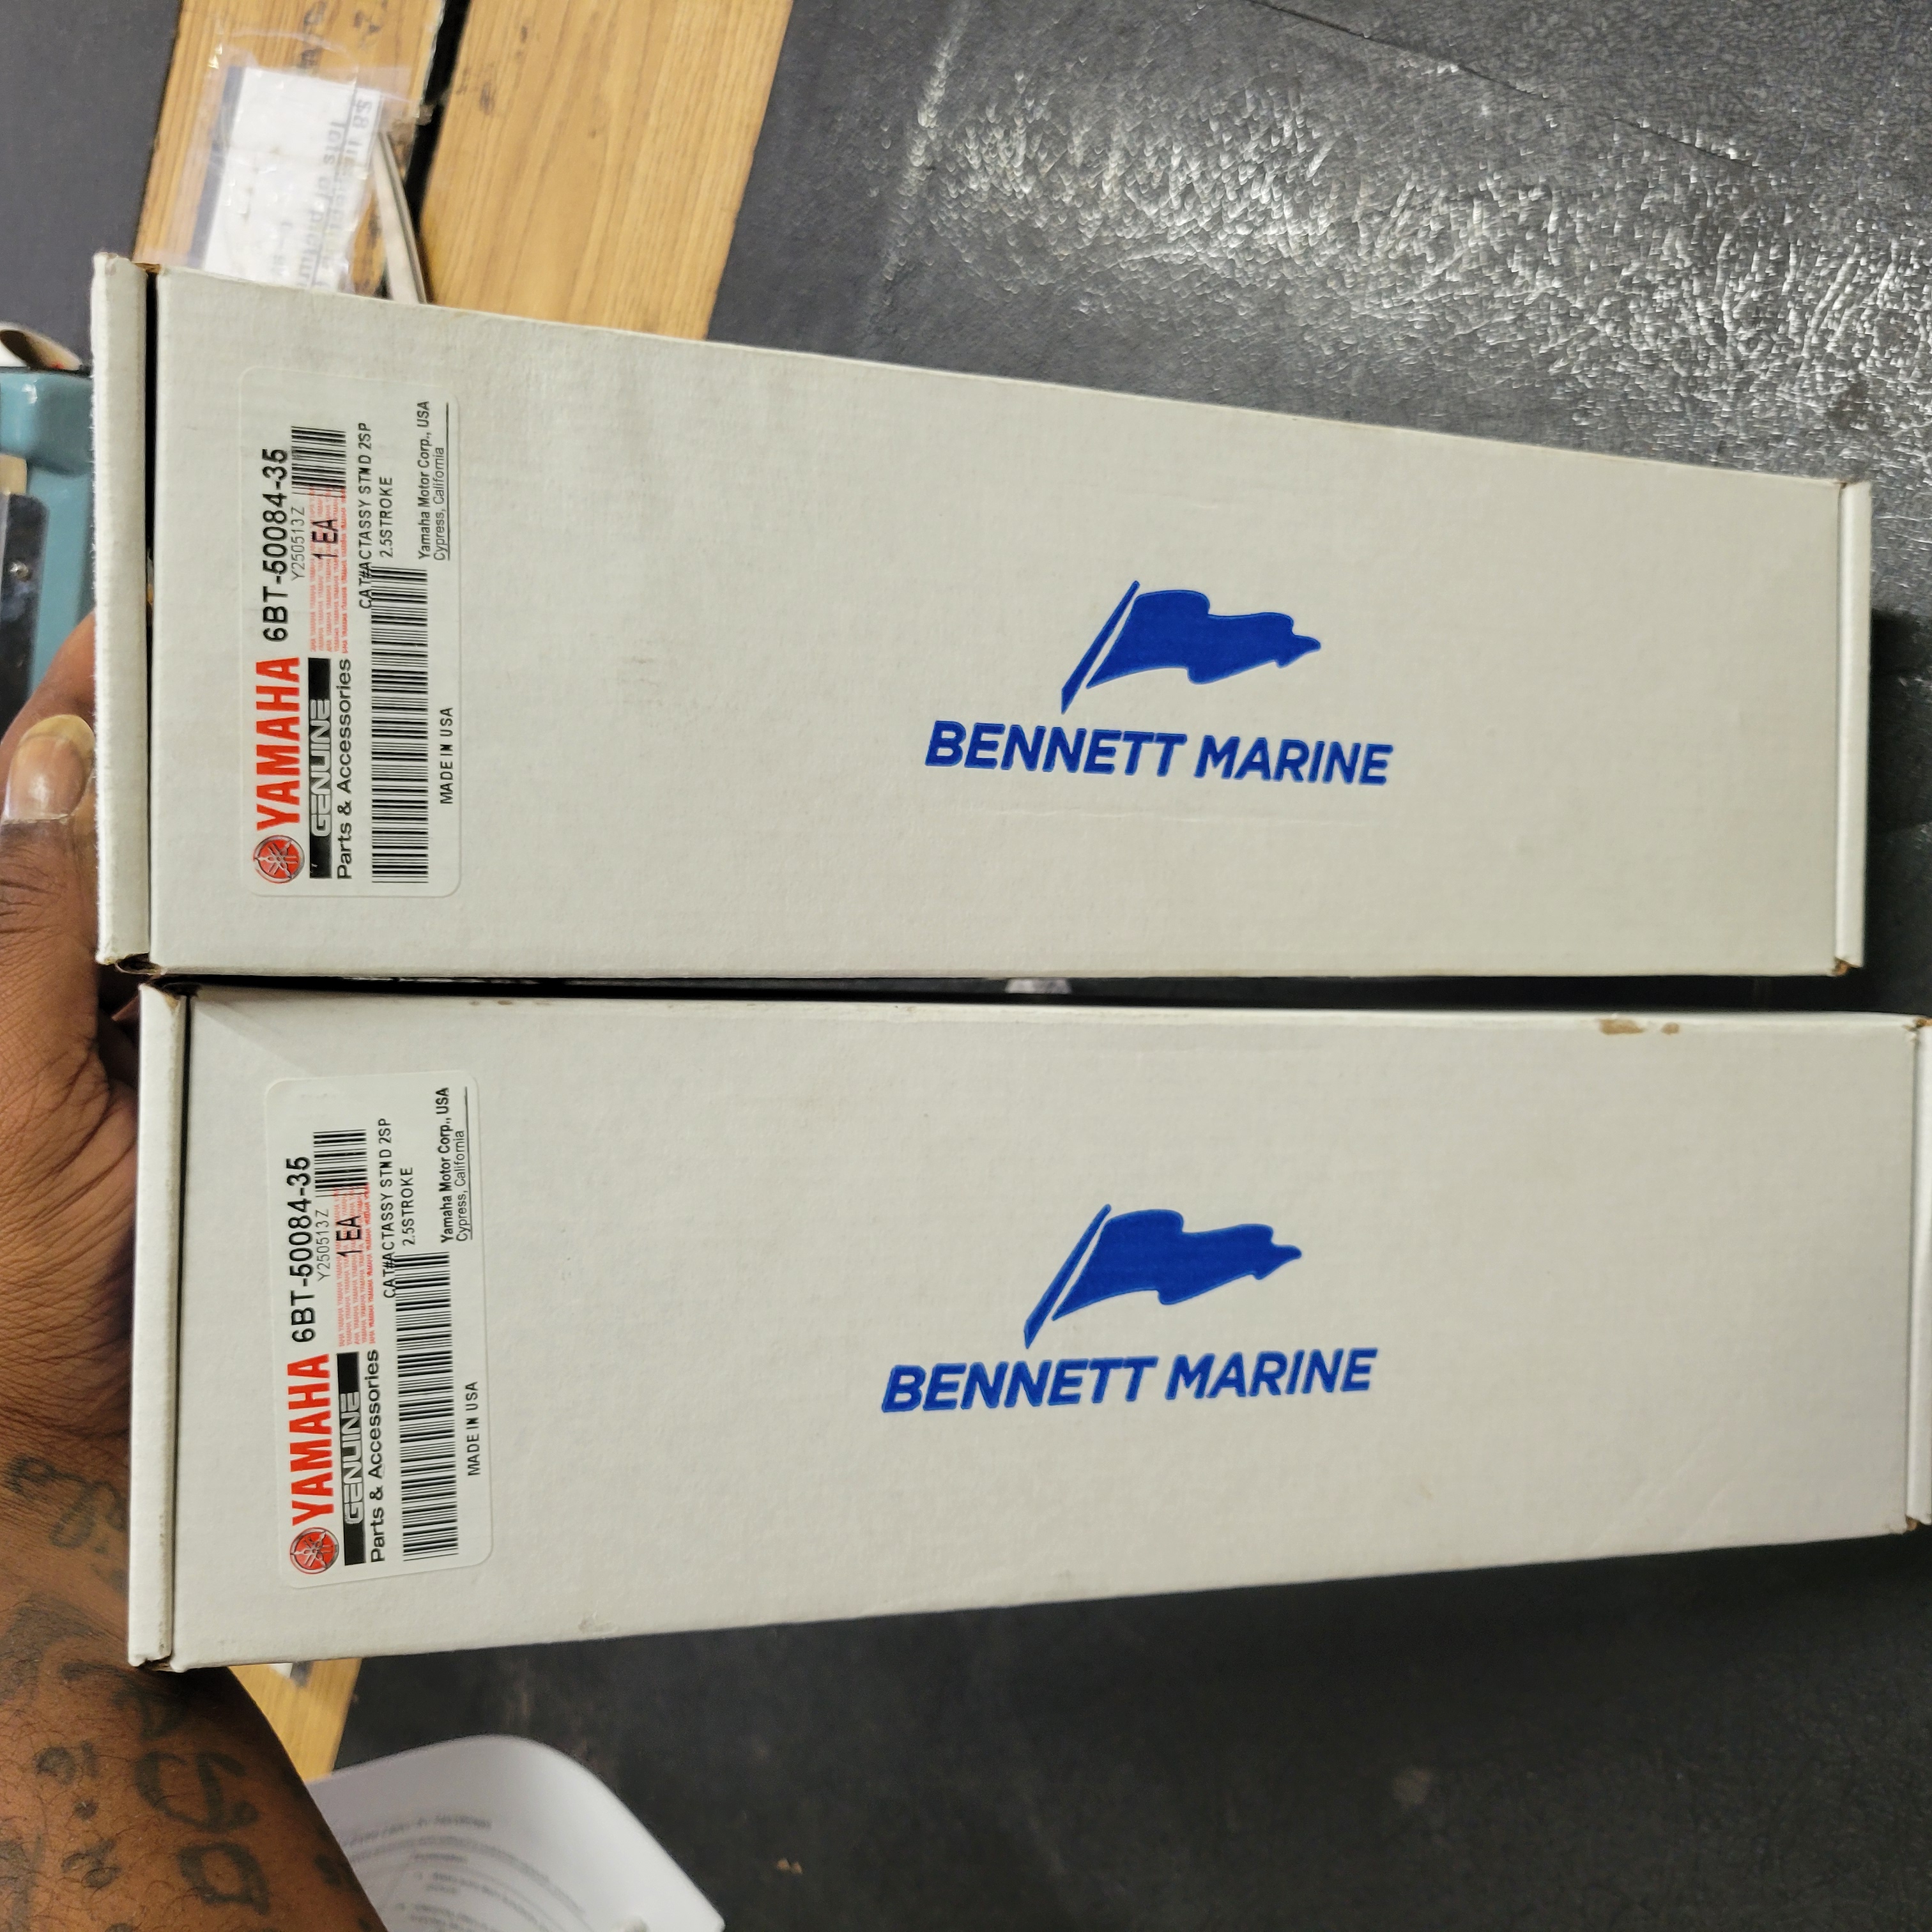 YAMAHA 6BT-50084-35
Y250513Z
GENUINE 1 EA
Parts & Accessories
CAT#ACTASSY STND 2SP
2.5STROKE
Yamaha Motor Corp., USA
MADE IN USA Cypress, California
BENNETT MARINE
YAMAHA 6BT-50084-35
Y250513Z
GENUINE 1 EA
Parts & Accessories
CAT#ACTASSY STND 2SP
2.5STROKE
Yamaha Motor Corp., USA
MADE IN USA Cypress, California
BENNETT MARINE